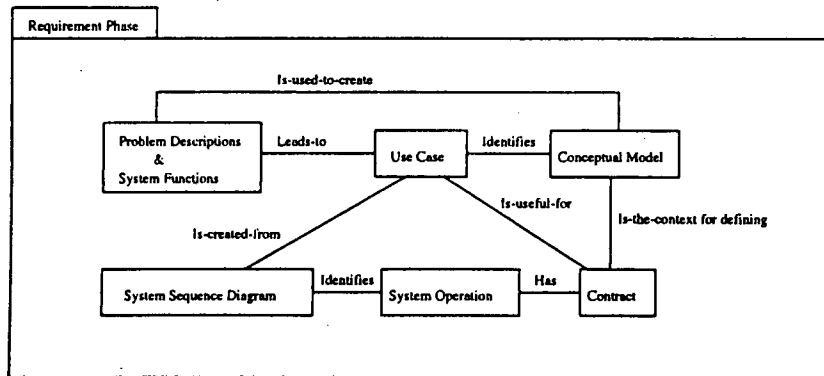 Requirement Phase
Is-used-to-create
Problem Descriptions
&
System Functions
Leads-to
Use Case
Identifies
Conceptual Model
Is-useful-for
Is-created-from
Is-the-context for defining
System Sequence Diagram
Identifies
System Operation
Has
Contract